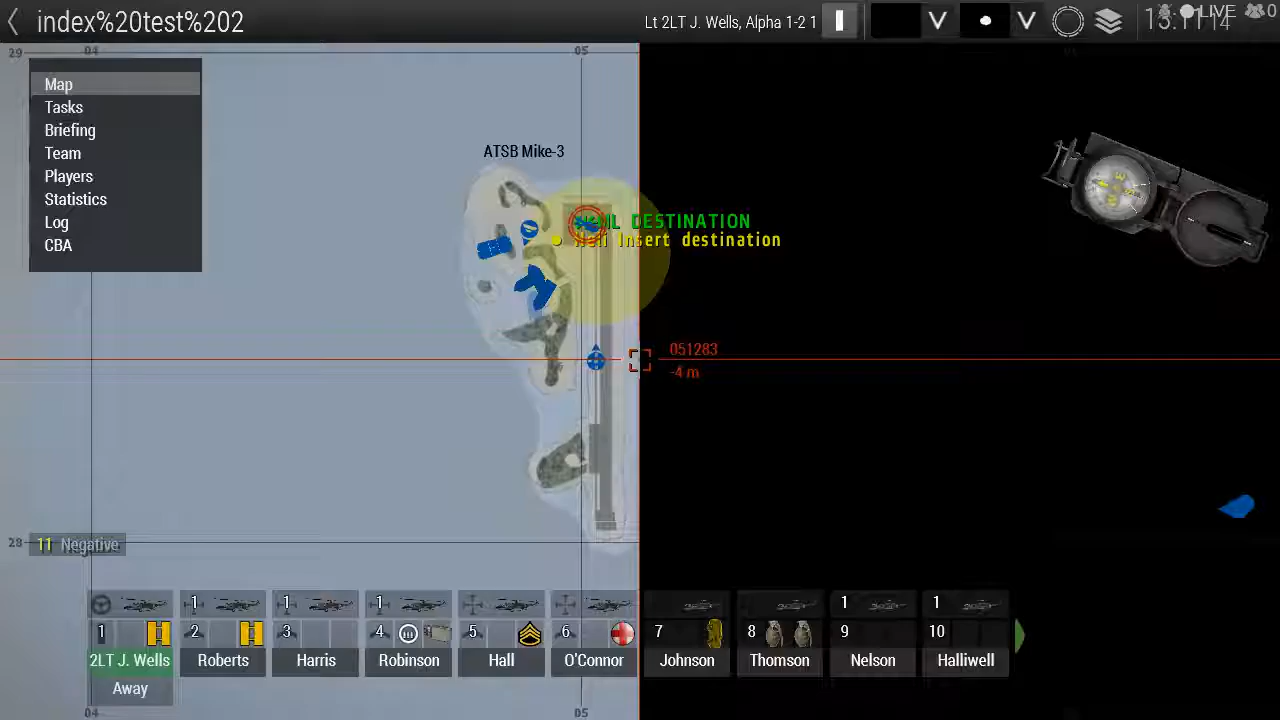 index%20test%202
Lt 2LT J. Wells, Alpha 1-2 1
LIVE
0
29
04
05
Map
Tasks
Briefing
Team
Players
Statistics
Log
CBA
ATSB Mike-3
DESTINATION
Insert destination
051283
-4 m
28
11 Negative
1
1
1
1
1
1 2 3 4 5 6 7 8 9 10
2LT J. Wells Roberts Harris Robinson Hall O'Connor Johnson Thomson Nelson Halliwell
Away
04
05